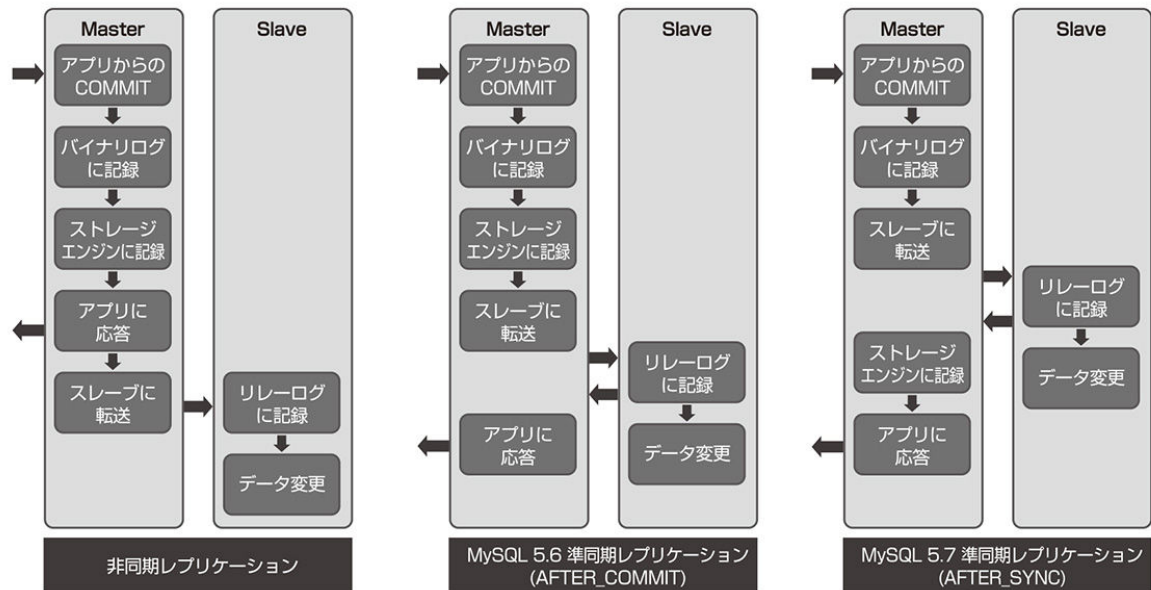 Master
アプリからの
COMMIT
バイナリログ
に記録
ストレージ
エンジンに記録
アプリに
応答
スレーブに
転送
Slave
リレーログ
に記録
データ変更
非同期レプリケーション
Master
アプリからの
COMMIT
バイナリログ
に記録
ストレージ
エンジンに記録
スレーブに
転送
アプリに
応答
Slave
リレーログ
に記録
データ変更
MySQL 5.6 準同期レプリケーション
(AFTER_COMMIT)
Master
アプリからの
COMMIT
バイナリログ
に記録
スレーブに
転送
ストレージ
エンジンに記録
アプリに
応答
Slave
リレーログ
に記録
データ変更
MySQL 5.7 準同期レプリケーション
(AFTER_SYNC)